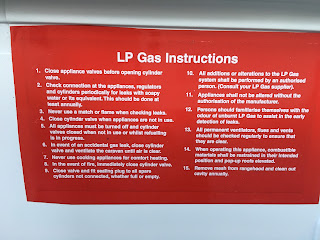 LP Gas Instructions
1. Close appliance valves before opening cylinder
valve.
2. Check connection at the appliances, regulators
and cylinders periodically for leaks with soapy
water or its equivalent. This should be done at
least annually.
3. Never use a match or flame when checking leaks.
4. Close cylinder valve when appliances are not in use.
5. All appliances must be turned off and cylinder
valves closed when not in use or whilst refueling
is in progress.
6. In event of an accidental gas leak, close cylinder
valve and ventilate the caravan until air is clear.
7. Never use cooking appliances for comfort heating.
8. In the event of fire, immediately close cylinder valve.
9. Close valve and fit sealing plug to all spare
cylinders not connected, whether full or empty.
10. All additions or alterations to the LP Gas
system shall be performed by an authorised
person. (Consult your LP Gas supplier).
11. Appliances shall not be altered without the
authorisation of the manufacturer.
12. Persons should familiarise themselves with the
odour of unburnt LP Gas to assist in the early
detection of leaks.
13. All permanent ventilators, flues and vents
should be checked regularly to ensure that
they are clear.
14. When operating this appliance, combustible
materials shall be restrained in their intended
position and pop-up roofs elevated.
15. Remove mesh from rangehood and clean out
cavity annually.